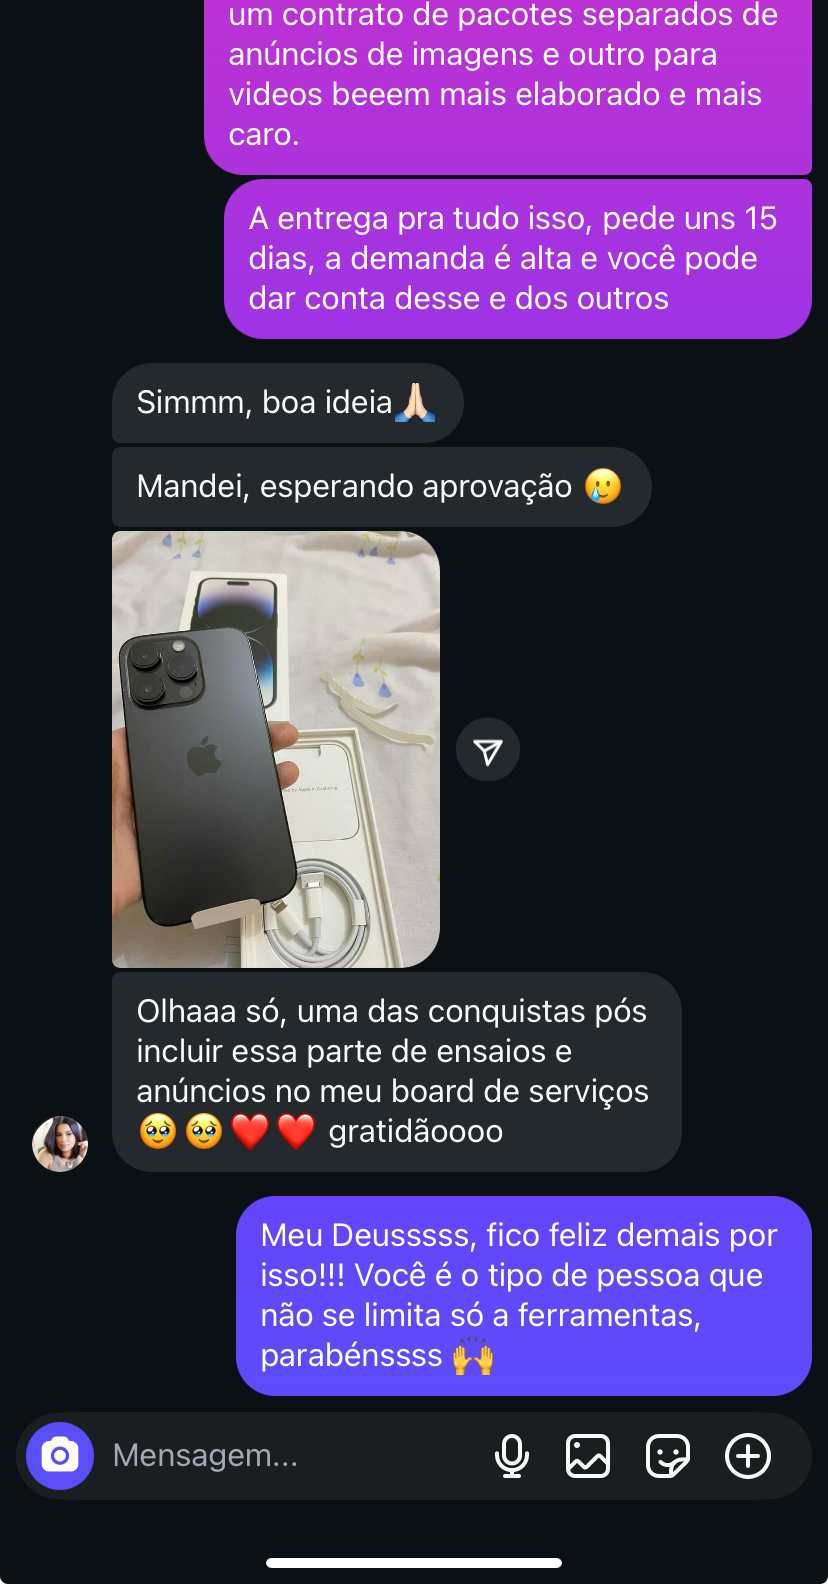 um contrato de pacotes separados de
anúncios de imagens e outro para
videos beeem mais elaborado e mais
caro.
A entrega pra tudo isso, pede uns 15
dias, a demanda é alta e você pode
dar conta desse e dos outros
Simmm, boa ideia🙏🏻
Mandei, esperando aprovação 🥲
Olhaaa só, uma das conquistas pós
incluir essa parte de ensaios e
anúncios no meu board de serviços
🥹🥹❤️❤️ gratidãoooo
Meu Deusssss, fico feliz demais por
isso!!! Você é o tipo de pessoa que
não se limita só a ferramentas,
parabénssss 🙌
Mensagem...